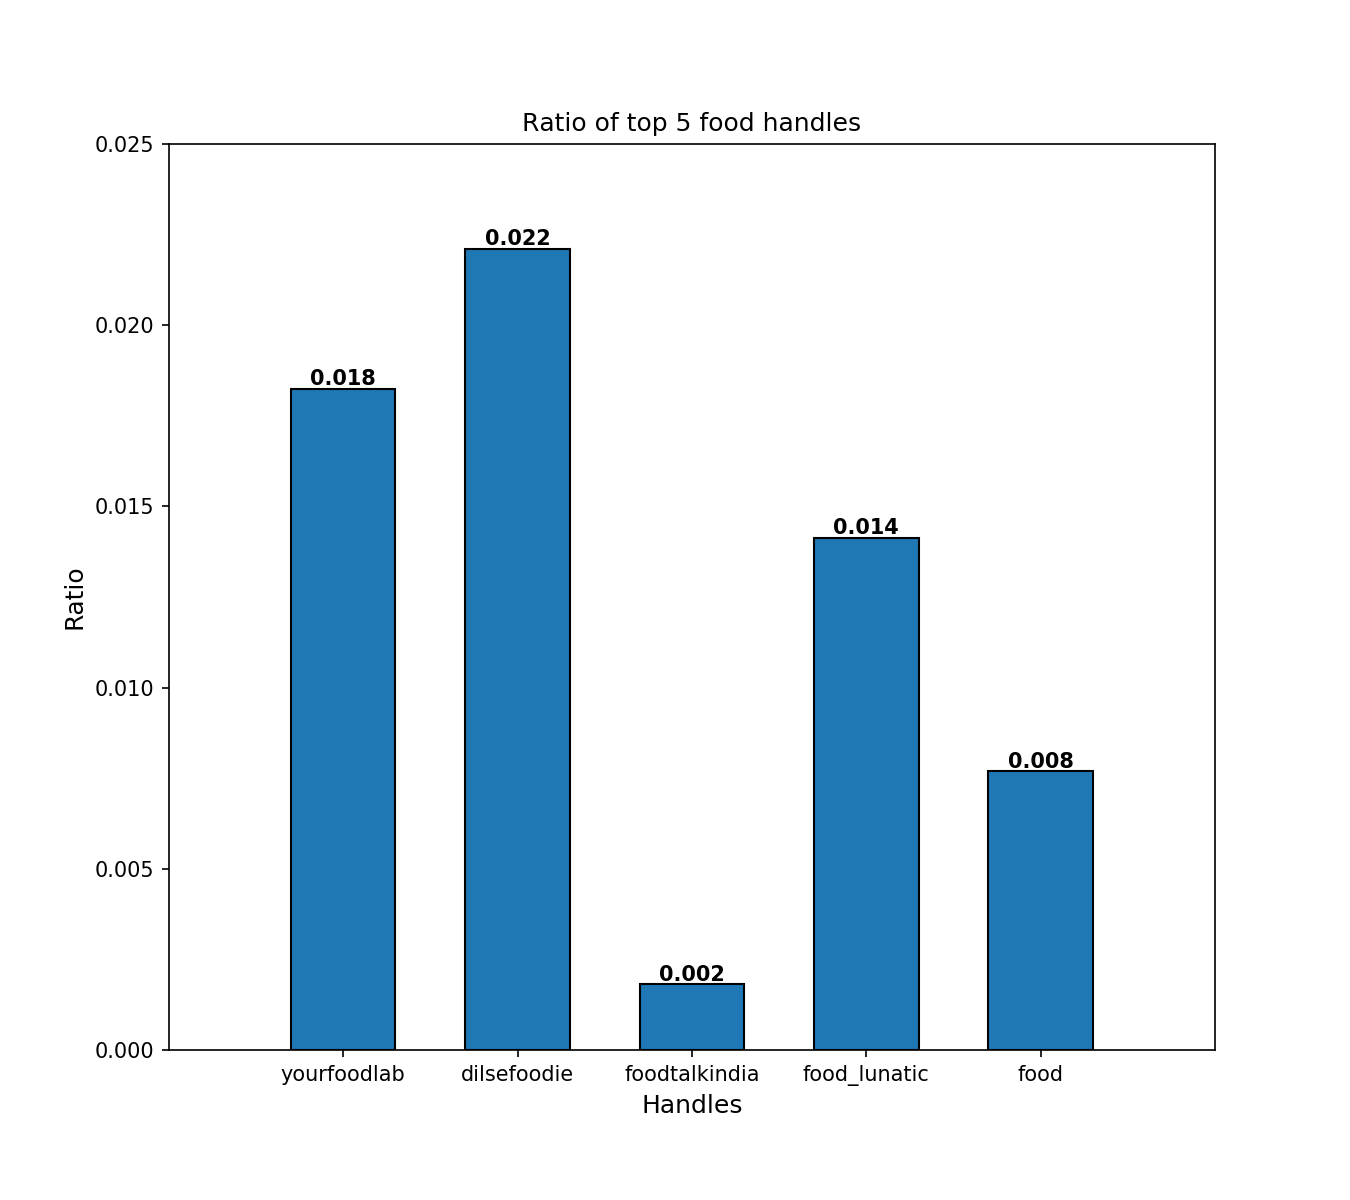 Ratio of top 5 food handles
0.025
0.020
0.015
0.010
0.005
0.000
Ratio
0.018
0.022
0.002
0.014
0.008
yourfoodlab dilsefoodie foodtalkindia food_lunatic food
Handles